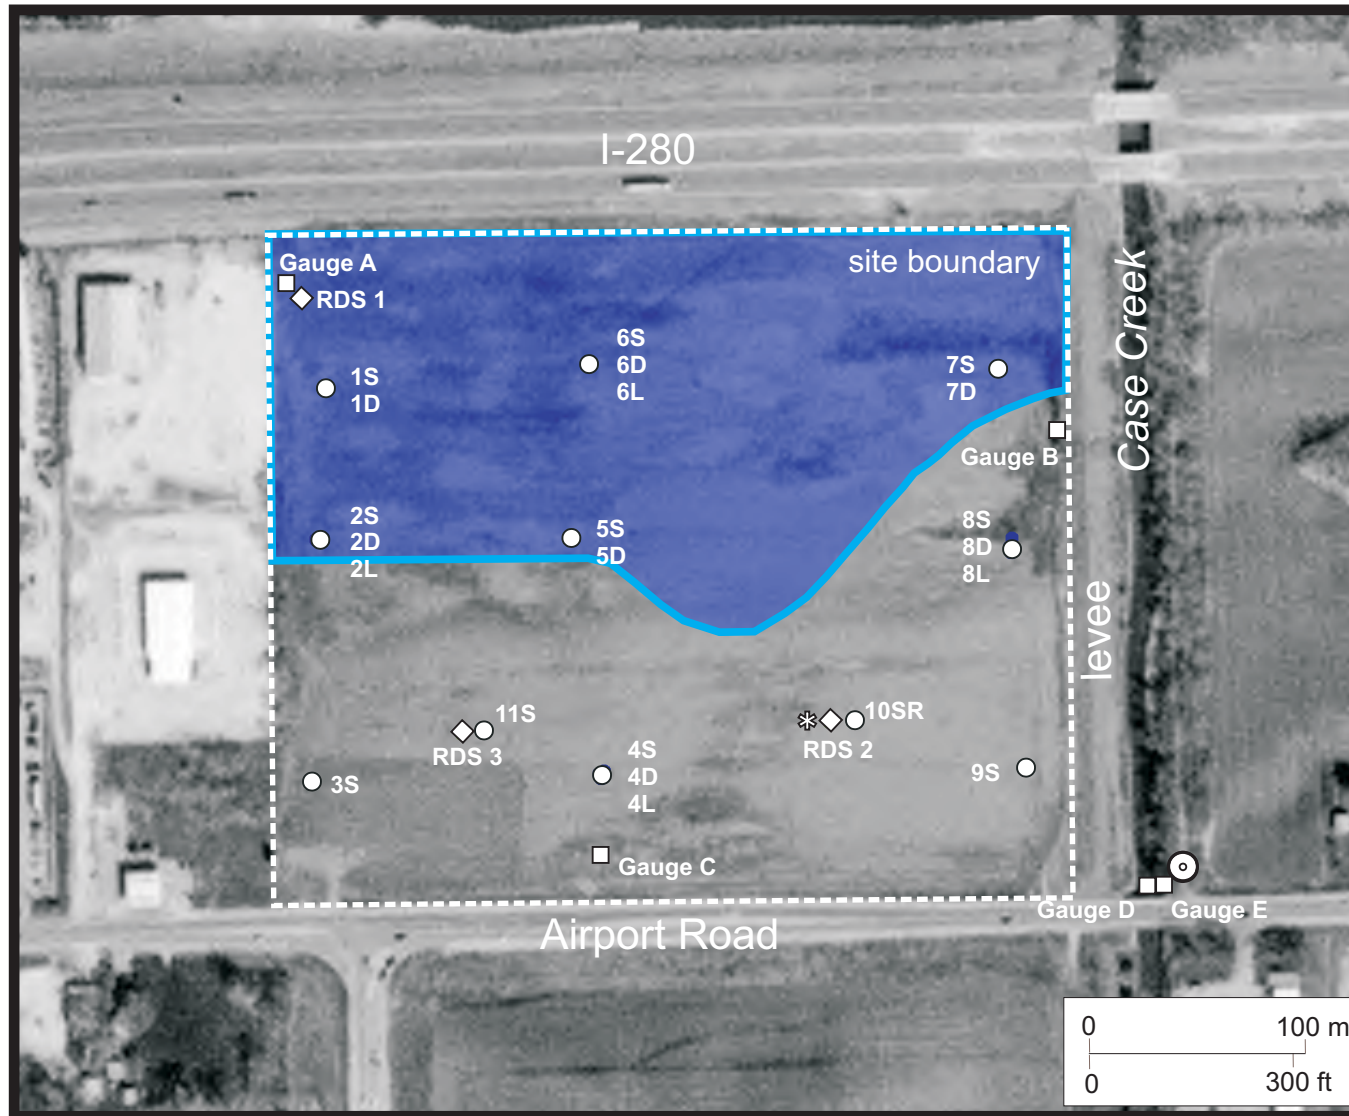 I-280
site boundary
Gauge A
RDS 1
1S
1D
6S
6D
6L
7S
7D
Case Creek
Gauge B
2S
2D
2L
5S
5D
8S
8D
8L
levee
11S
RDS 3
10SR
RDS 2
3S
4S
4D
4L
9S
Gauge C
Gauge D
Gauge E
Airport Road
0 100 m
0 300 ft